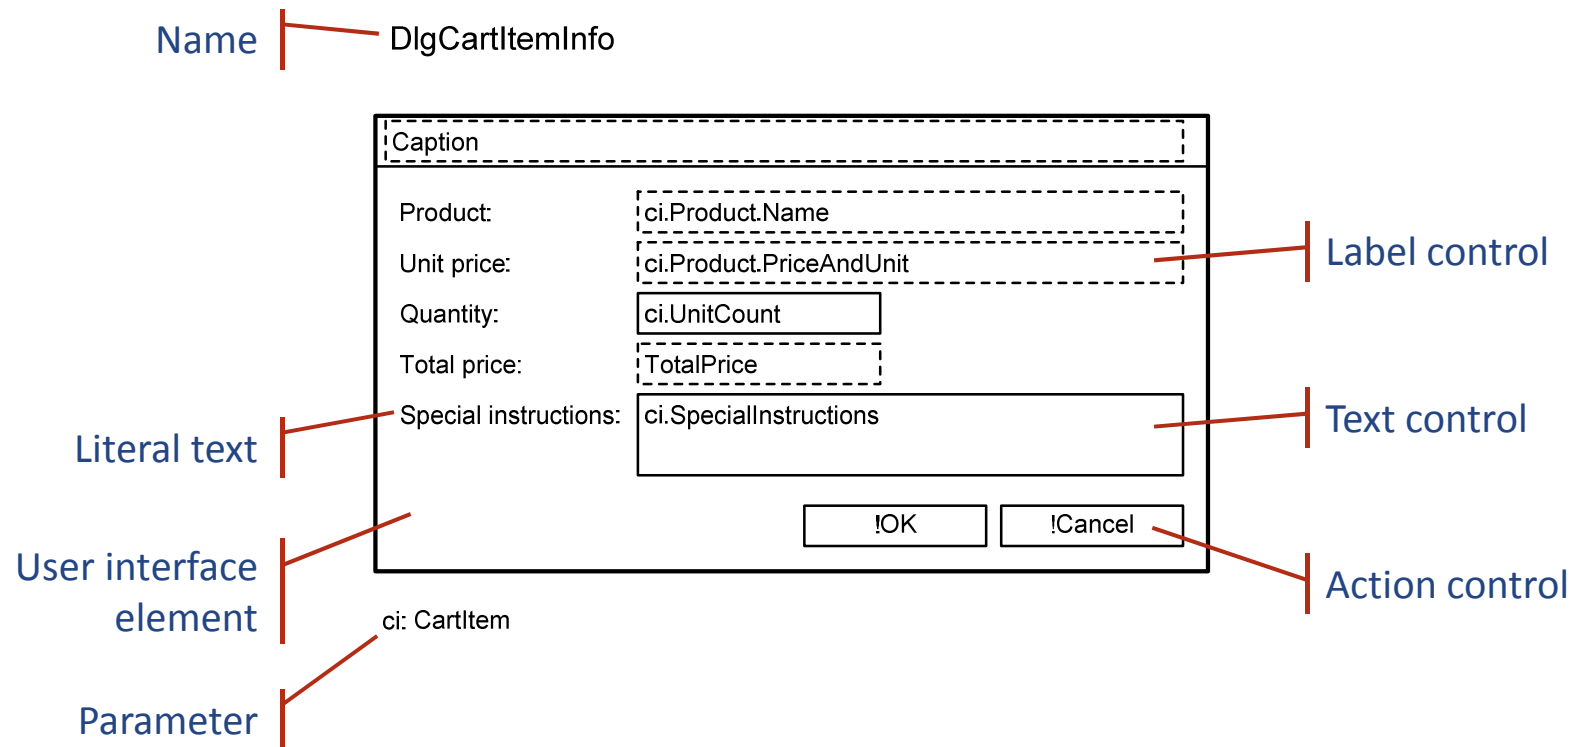 Name
DlgCartItemInfo
Caption
Product:
ci.Product.Name
Unit price:
ci.Product.PriceAndUnit
Label control
Quantity:
ci.UnitCount
Total price:
TotalPrice
Special instructions:
ci.SpecialInstructions
Text control
Literal text
!OK
!Cancel
User interface
element
Action control
ci: CartItem
Parameter